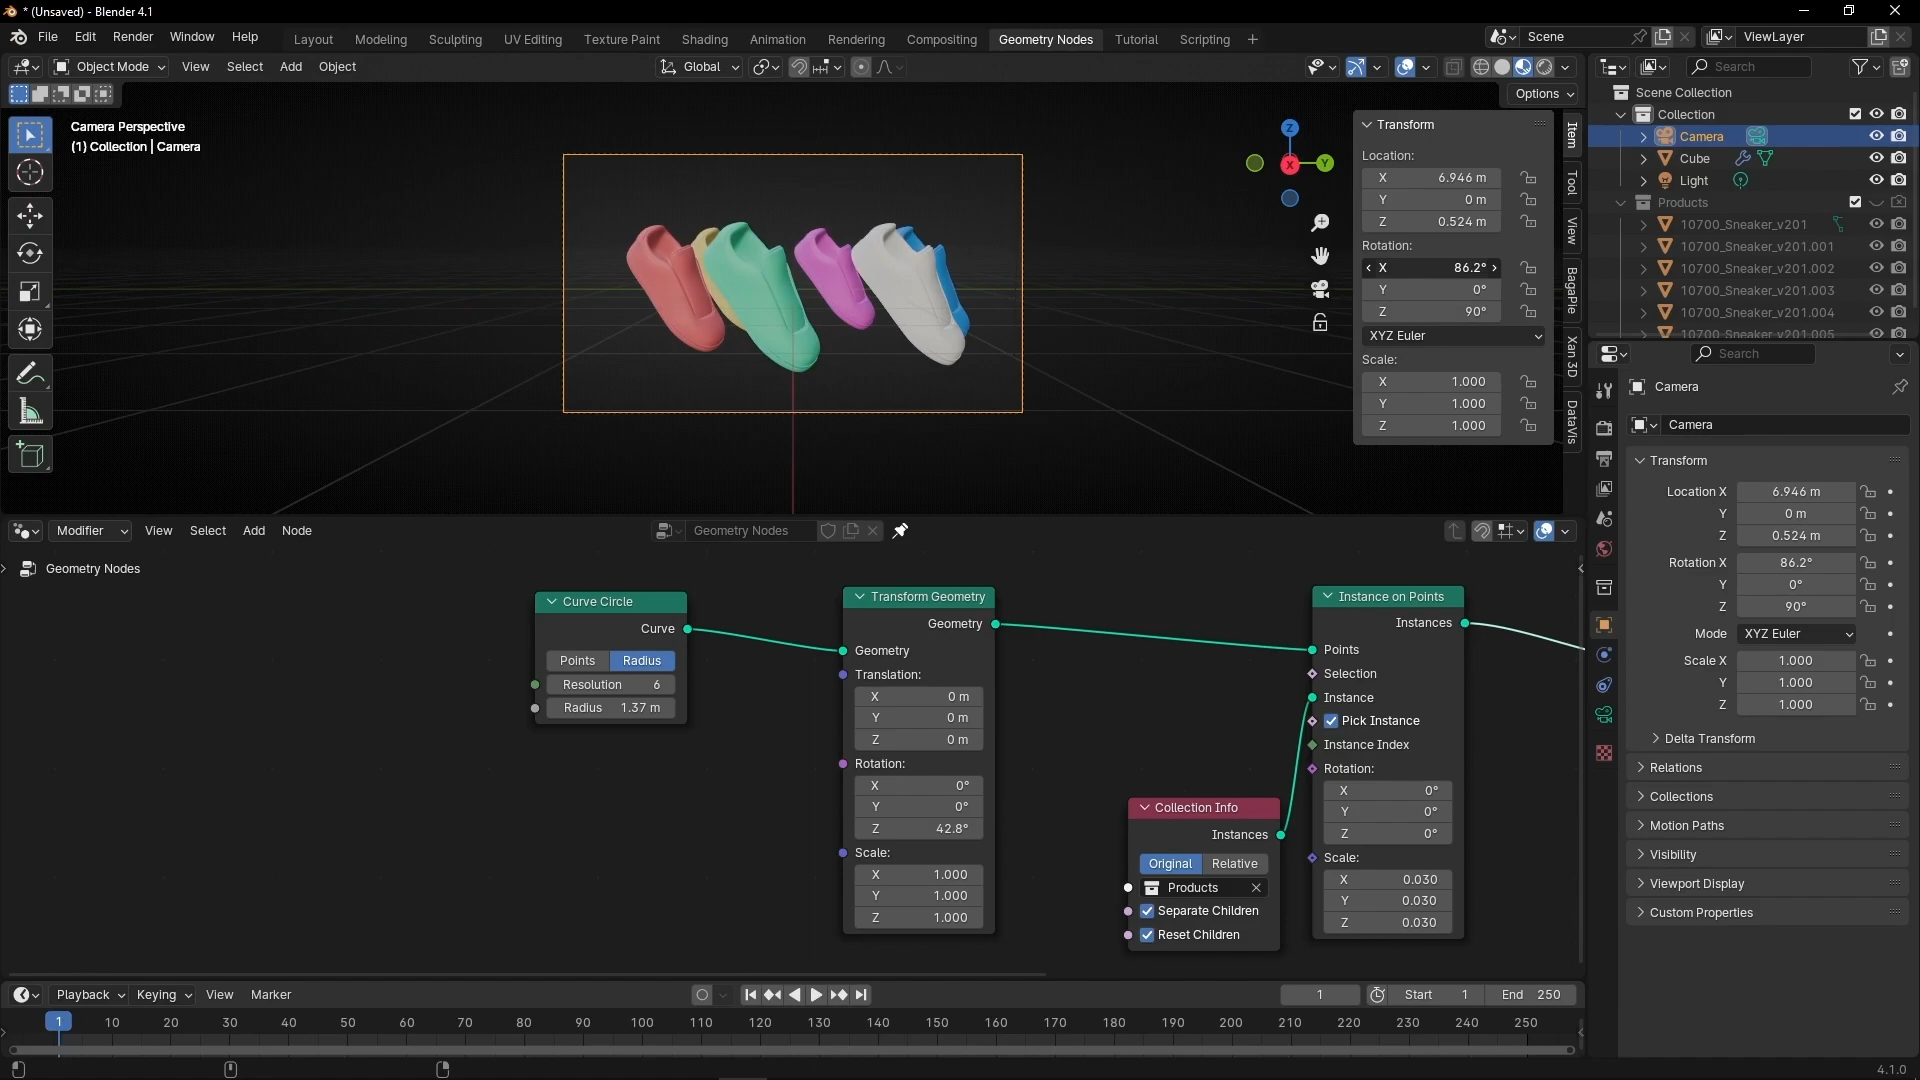 * (Unsaved) - Blender 4.1
File Edit Render Window Help
Layout Modeling Sculpting UV Editing Texture Paint Shading Animation Rendering Compositing Geometry Nodes Tutorial Scripting +
Scene
ViewLayer
Object Mode View Select Add Object
Global
Options
Camera Perspective
(1) Collection | Camera
Z
X
Y
Transform
Location:
X 6.946 m
Y 0 m
Z 0.524 m
Rotation:
X 86.2°
Y 0°
Z 90°
XYZ Euler
Scale:
X 1.000
Y 1.000
Z 1.000
Item
Tool
View
BagaPie
Xan 3D
DataVis
Search
Scene Collection
Collection
Camera
Cube
Light
Products
10700_Sneaker_v201
10700_Sneaker_v201.001
10700_Sneaker_v201.002
10700_Sneaker_v201.003
10700_Sneaker_v201.004
10700_Sneaker_v201.005
Search
Camera
Camera
Transform
Location X 6.946 m
Y 0 m
Z 0.524 m
Rotation X 86.2°
Y 0°
Z 90°
Mode XYZ Euler
Scale X 1.000
Y 1.000
Z 1.000
Delta Transform
Relations
Collections
Motion Paths
Visibility
Viewport Display
Custom Properties
Modifier View Select Add Node
Geometry Nodes
Geometry Nodes
Curve Circle
Curve
Points Radius
Resolution 6
Radius 1.37 m
Transform Geometry
Geometry
Geometry
Translation:
X 0 m
Y 0 m
Z 0 m
Rotation:
X 0°
Y 0°
Z 42.8°
Scale:
X 1.000
Y 1.000
Z 1.000
Collection Info
Instances
Original Relative
Products
Separate Children
Reset Children
Instance on Points
Instances
Points
Selection
Instance
Pick Instance
Instance Index
Rotation:
X 0°
Y 0°
Z 0°
Scale:
X 0.030
Y 0.030
Z 0.030
Playback Keying View Marker
1
Start 1
End 250
1 10 20 30 40 50 60 70 80 90 100 110 120 130 140 150 160 170 180 190 200 210 220 230 240 250
4.1.0